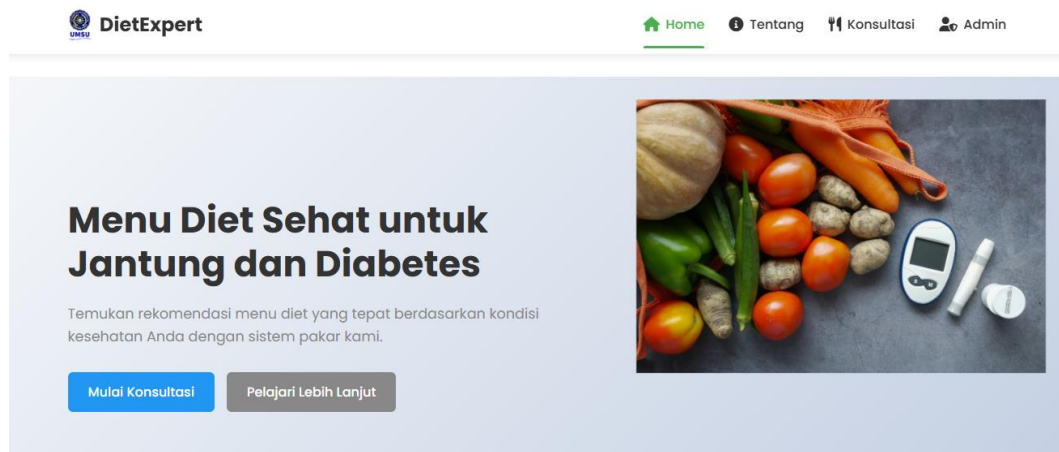 UMSU
DietExpert
Home
Tentang
Konsultasi
Admin
Menu Diet Sehat untuk
Jantung dan Diabetes
Temukan rekomendasi menu diet yang tepat berdasarkan kondisi
kesehatan Anda dengan sistem pakar kami.
Mulai Konsultasi
Pelajari Lebih Lanjut